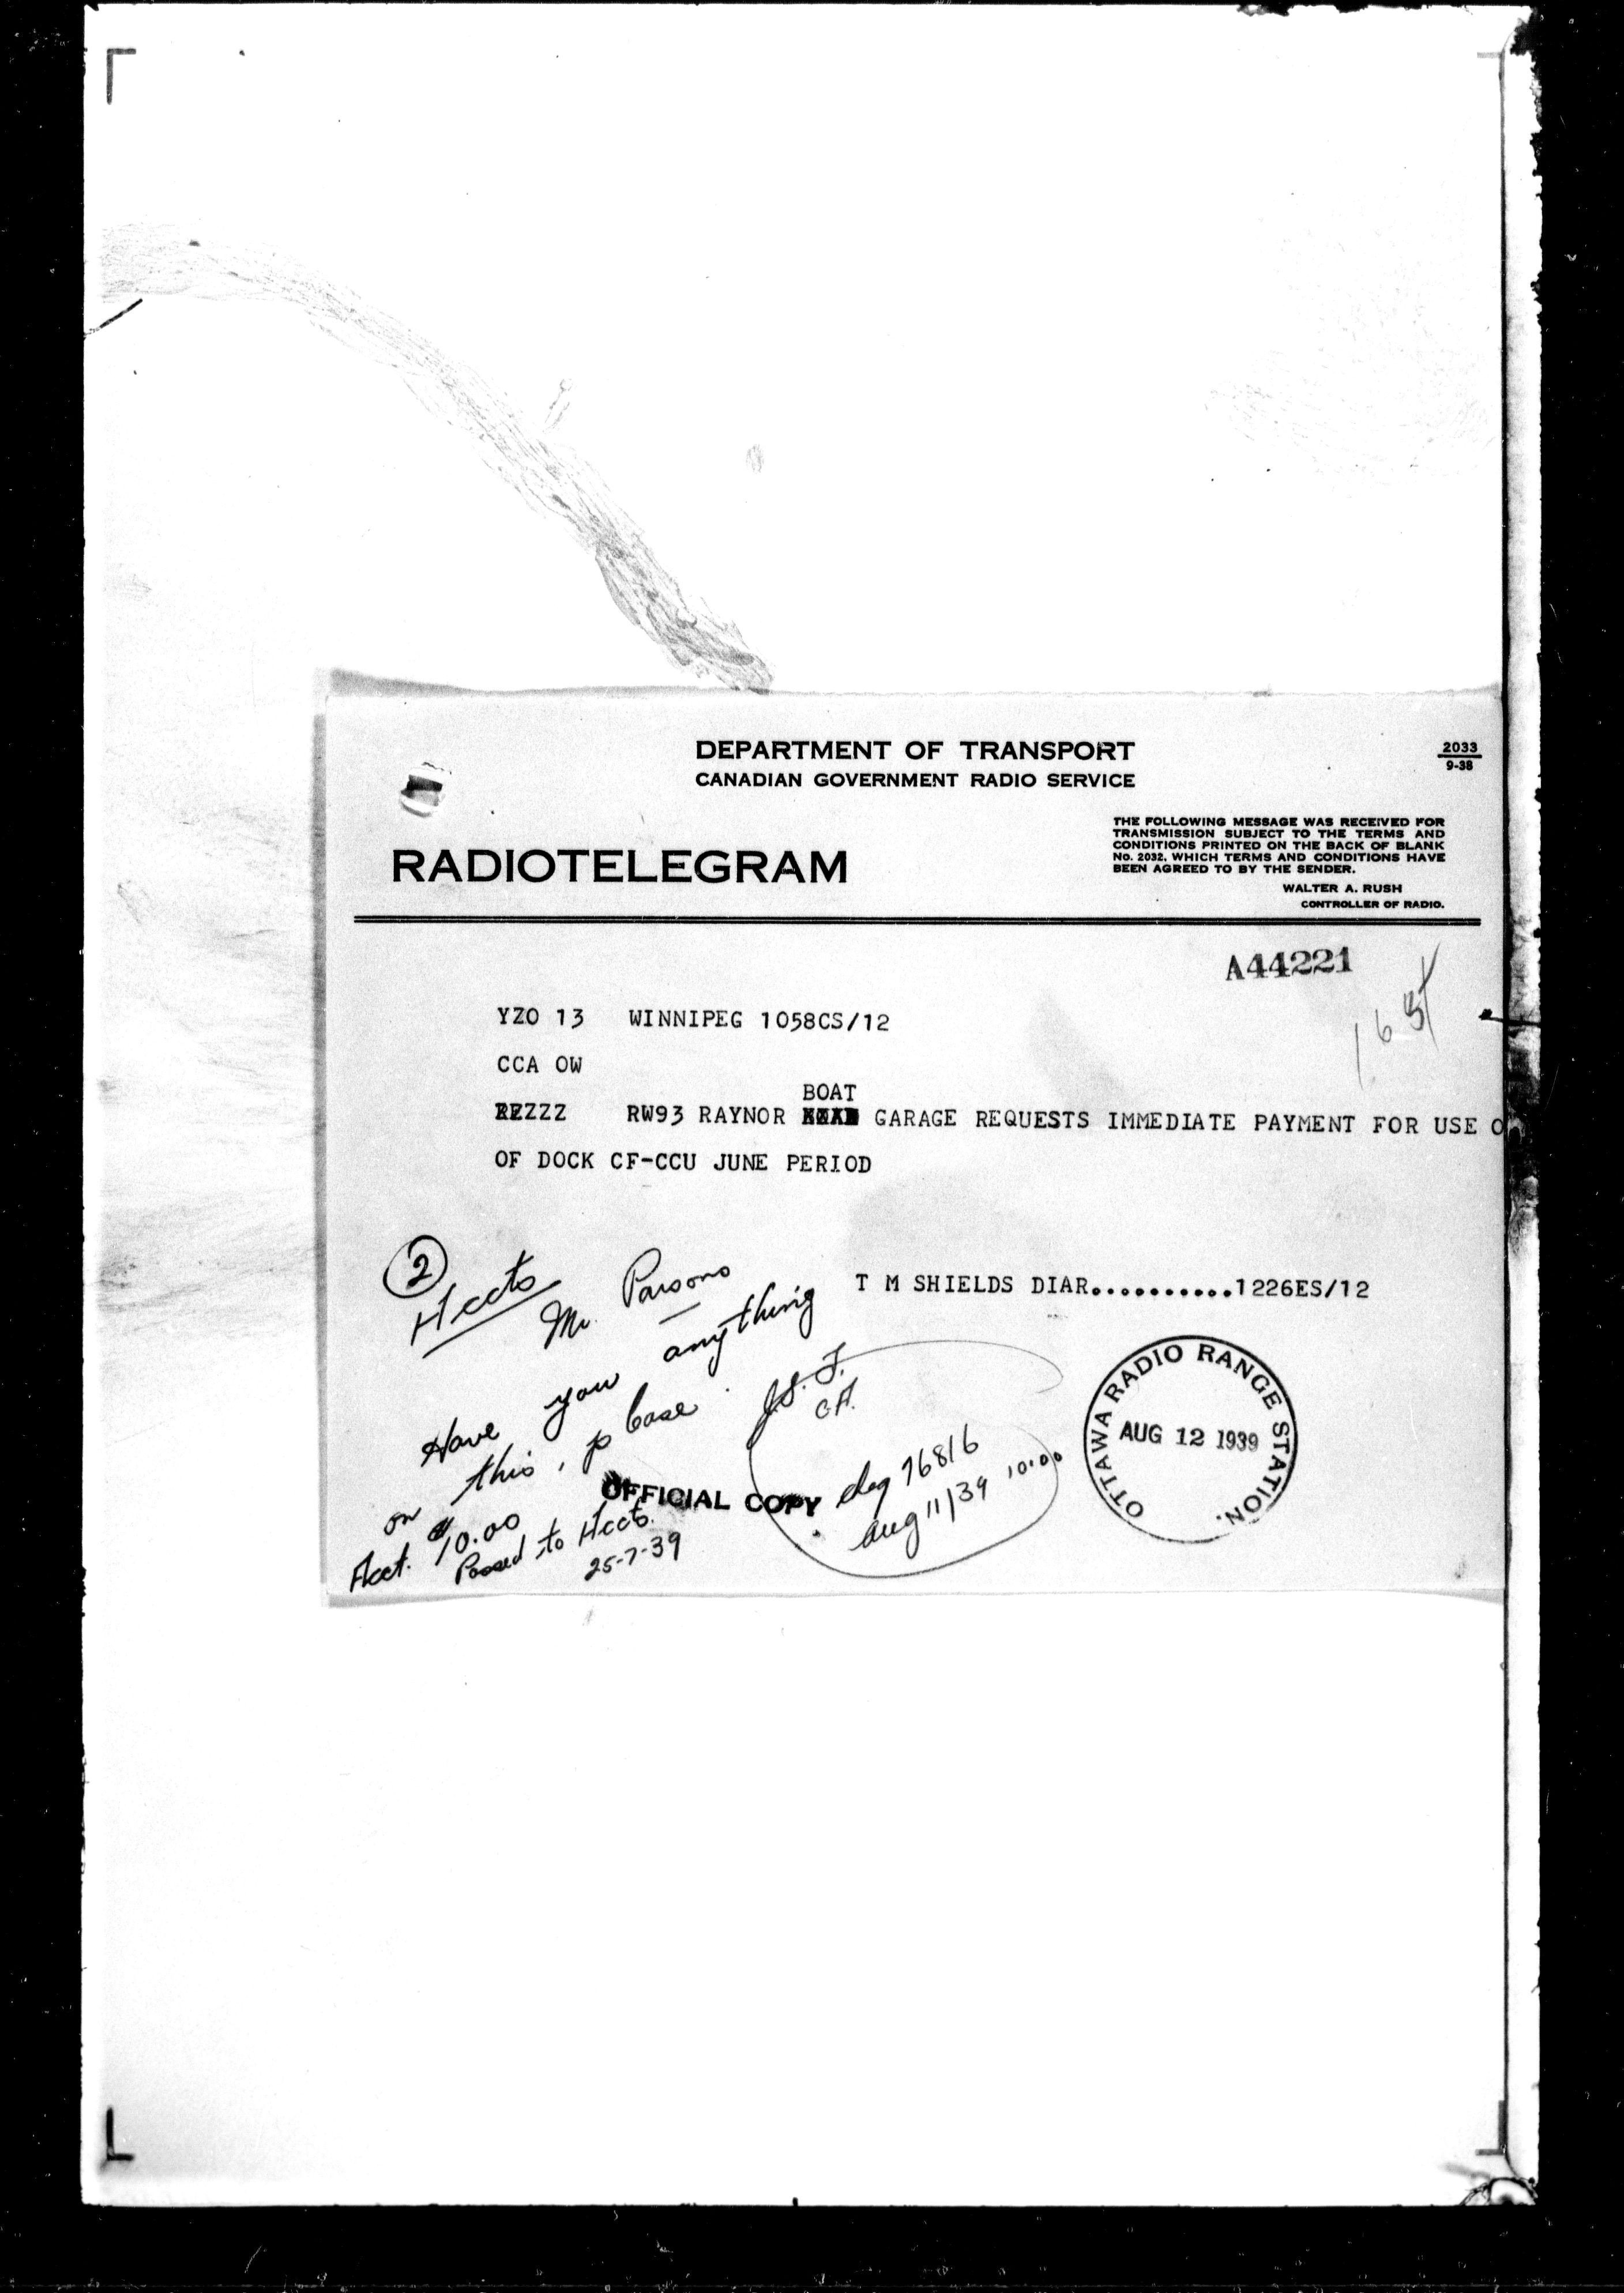 DEPARTMENT OF TRANSPORT
CANADIAN GOVERNMENT RADIO SERVICE
2033
9-38
RADIOTELEGRAM
THE FOLLOWING MESSAGE WAS RECEIVED FOR
TRANSMISSION SUBJECT TO THE TERMS AND
CONDITIONS PRINTED ON THE BACK OF BLANK
No. 2032, WHICH TERMS AND CONDITIONS HAVE
BEEN AGREED TO BY THE SENDER.
WALTER A. RUSH
CONTROLLER OF RADIO.
A44221
YZO 13 WINNIPEG 1058CS/12
CCA OW
BOAT
ZZZZ RW93 RAYNOR GARAGE REQUESTS IMMEDIATE PAYMENT FOR USE O
OF DOCK CF-CCU JUNE PERIOD
T M SHIELDS DIAR...........1226ES/12
2
Accts
Mr. Parsons
Have you anything
on this, please.
Acct. $10.00
Passed to Accts.
25-7-39
OFFICIAL COPY
chq 76816
Aug 11/39 10.00
OTTAWA RADIO RANGE STATION.
AUG 12 1939